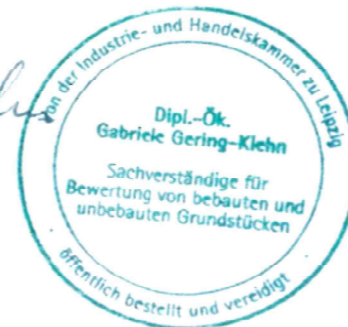 von der Industrie- und Handelskammer zu Leipzig
Dipl.-Ök.
Gabriele Gering-Klehn
Sachverständige für
Bewertung von bebauten und
unbebauten Grundstücken
öffentlich bestellt und vereidigt